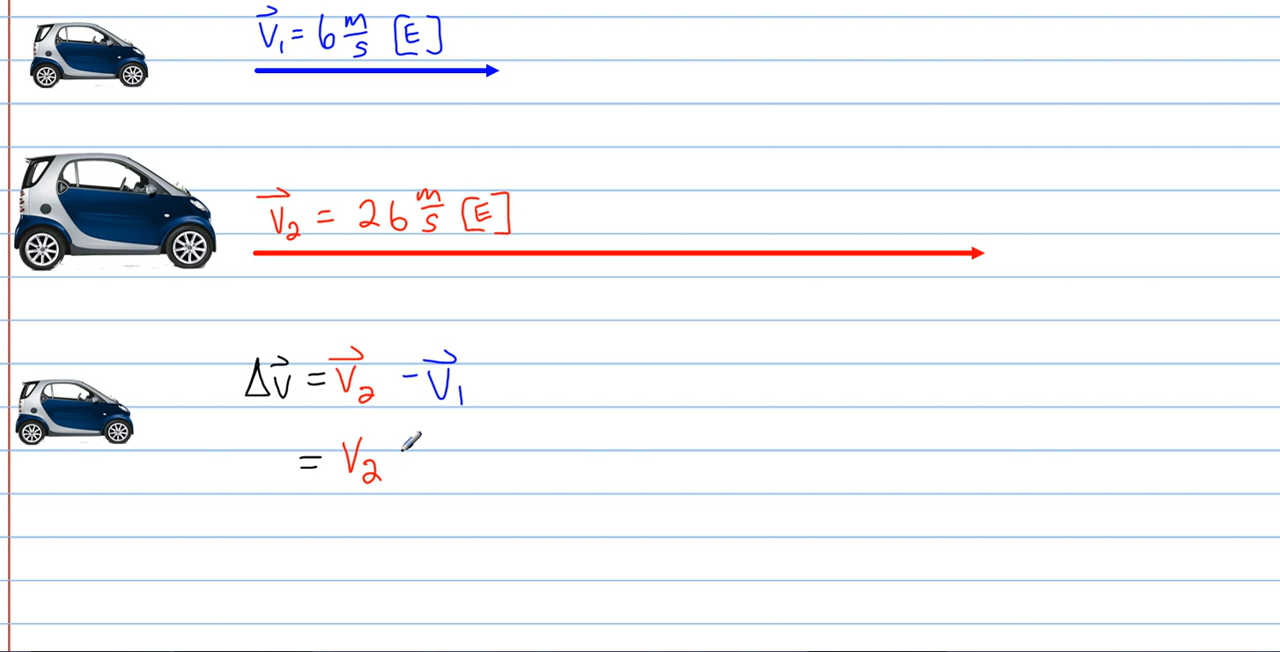 V⃗₁ = 6 m/s [E]
V⃗₂ = 26 m/s [E]
ΔV⃗ = V⃗₂ - V⃗₁
= V₂